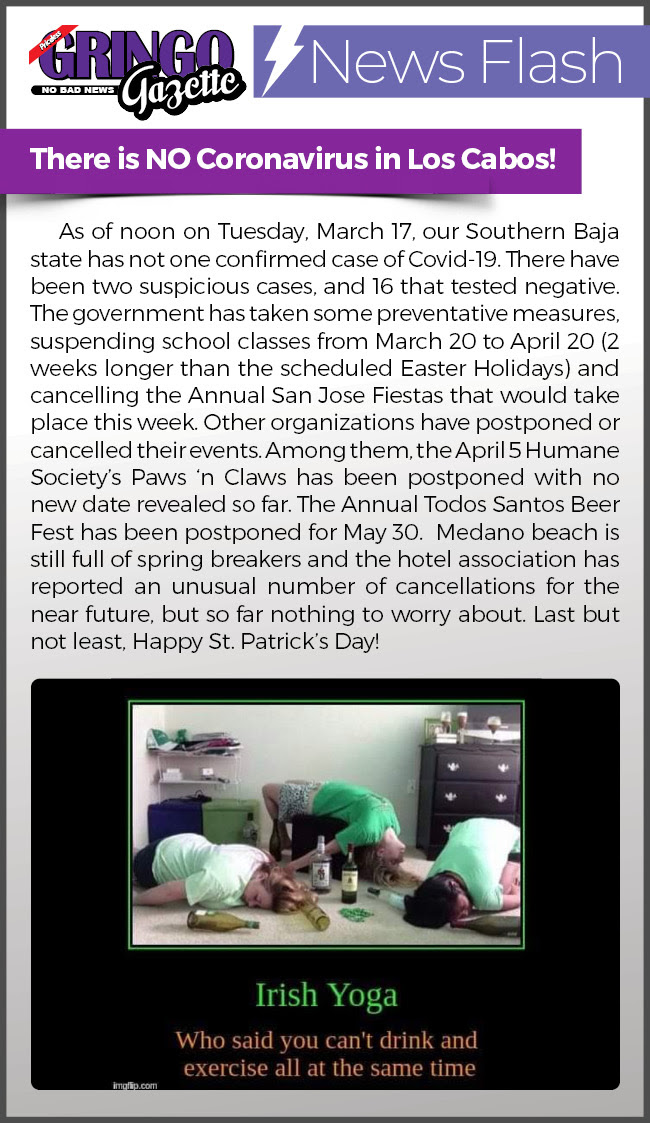 Priceless
GRINGO
NO BAD NEWS
Gazette
News Flash
There is NO Coronavirus in Los Cabos!
As of noon on Tuesday, March 17, our Southern Baja
state has not one confirmed case of Covid-19. There have
been two suspicious cases, and 16 that tested negative.
The government has taken some preventative measures,
suspending school classes from March 20 to April 20 (2
weeks longer than the scheduled Easter Holidays) and
cancelling the Annual San Jose Fiestas that would take
place this week. Other organizations have postponed or
cancelled their events. Among them, the April 5 Humane
Society’s Paws ‘n Claws has been postponed with no
new date revealed so far. The Annual Todos Santos Beer
Fest has been postponed for May 30. Medano beach is
still full of spring breakers and the hotel association has
reported an unusual number of cancellations for the
near future, but so far nothing to worry about. Last but
not least, Happy St. Patrick’s Day!
Irish Yoga
Who said you can't drink and
exercise all at the same time
imgflip.com